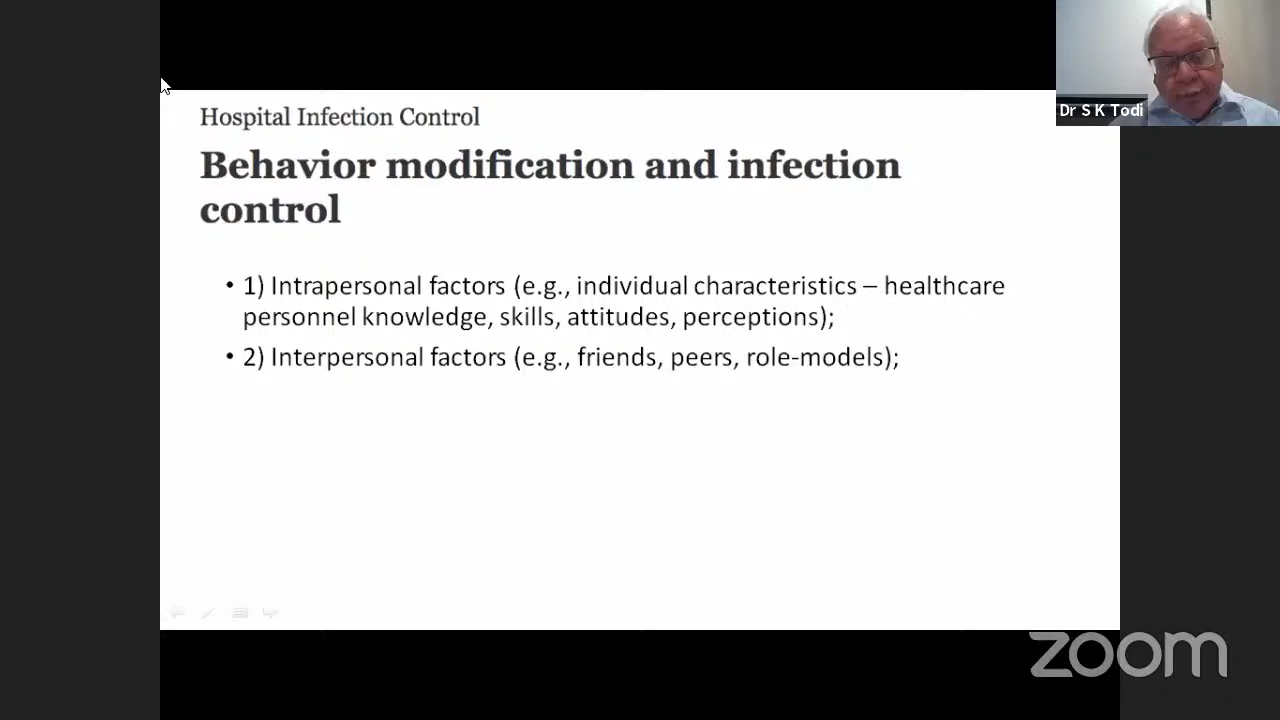 Hospital Infection Control
Behavior modification and infection
control
• 1) Intrapersonal factors (e.g., individual characteristics – healthcare
personnel knowledge, skills, attitudes, perceptions);
• 2) Interpersonal factors (e.g., friends, peers, role-models);
Dr S K Todi
zoom